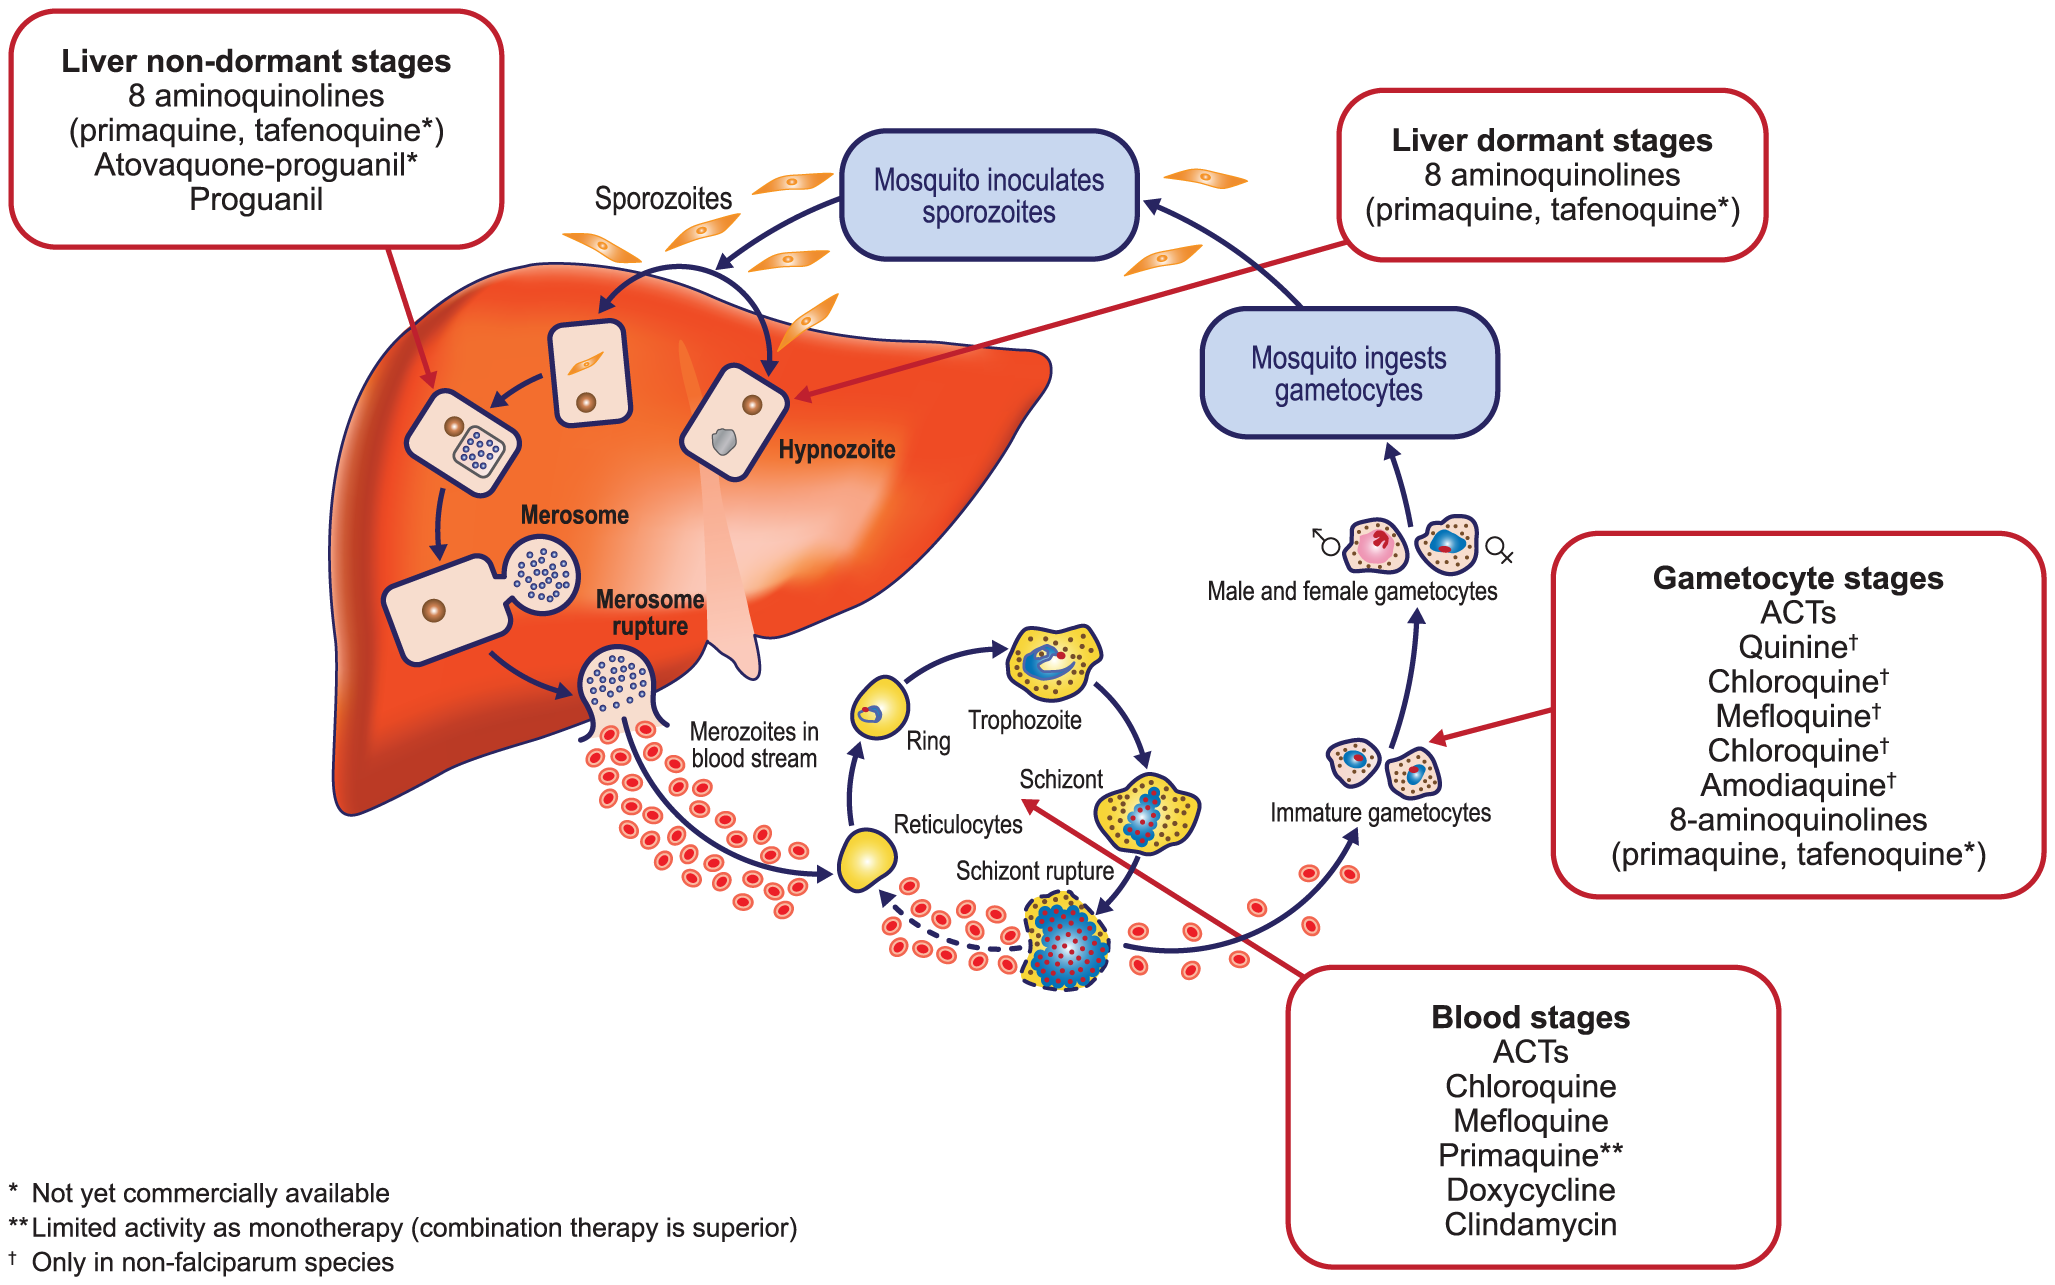 Liver non-dormant stages
8 aminoquinolines
(primaquine, tafenoquine*)
Atovaquone-proguanil*
Proguanil
Liver dormant stages
8 aminoquinolines
(primaquine, tafenoquine*)
Mosquito inoculates
sporozoites
Sporozoites
Mosquito ingests
gametocytes
Hypnozoite
Merosome
Merosome
rupture
Merozoites in
blood stream
Ring
Trophozoite
Schizont
Reticulocytes
Schizont rupture
♂
♀
Male and female gametocytes
Immature gametocytes
Gametocyte stages
ACTs
Quinine†
Chloroquine†
Mefloquine†
Chloroquine†
Amodiaquine†
8-aminoquinolines
(primaquine, tafenoquine*)
Blood stages
ACTs
Chloroquine
Mefloquine
Primaquine**
Doxycycline
Clindamycin
* Not yet commercially available
** Limited activity as monotherapy (combination therapy is superior)
† Only in non-falciparum species